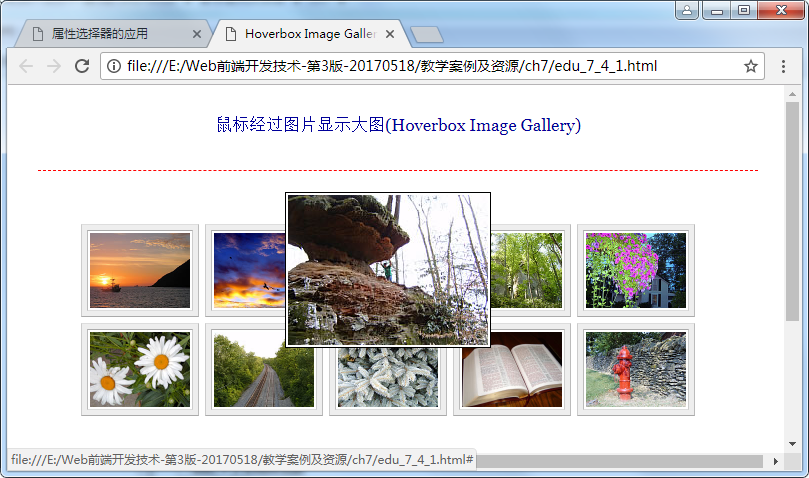 属性选择器的应用
Hoverbox Image Galler
file:///E:/Web前端开发技术-第3版-20170518/教学案例及资源/ch7/edu_7_4_1.html
鼠标经过图片显示大图(Hoverbox Image Gallery)
file:///E:/Web前端开发技术-第3版-20170518/教学案例及资源/ch7/edu_7_4_1.html#